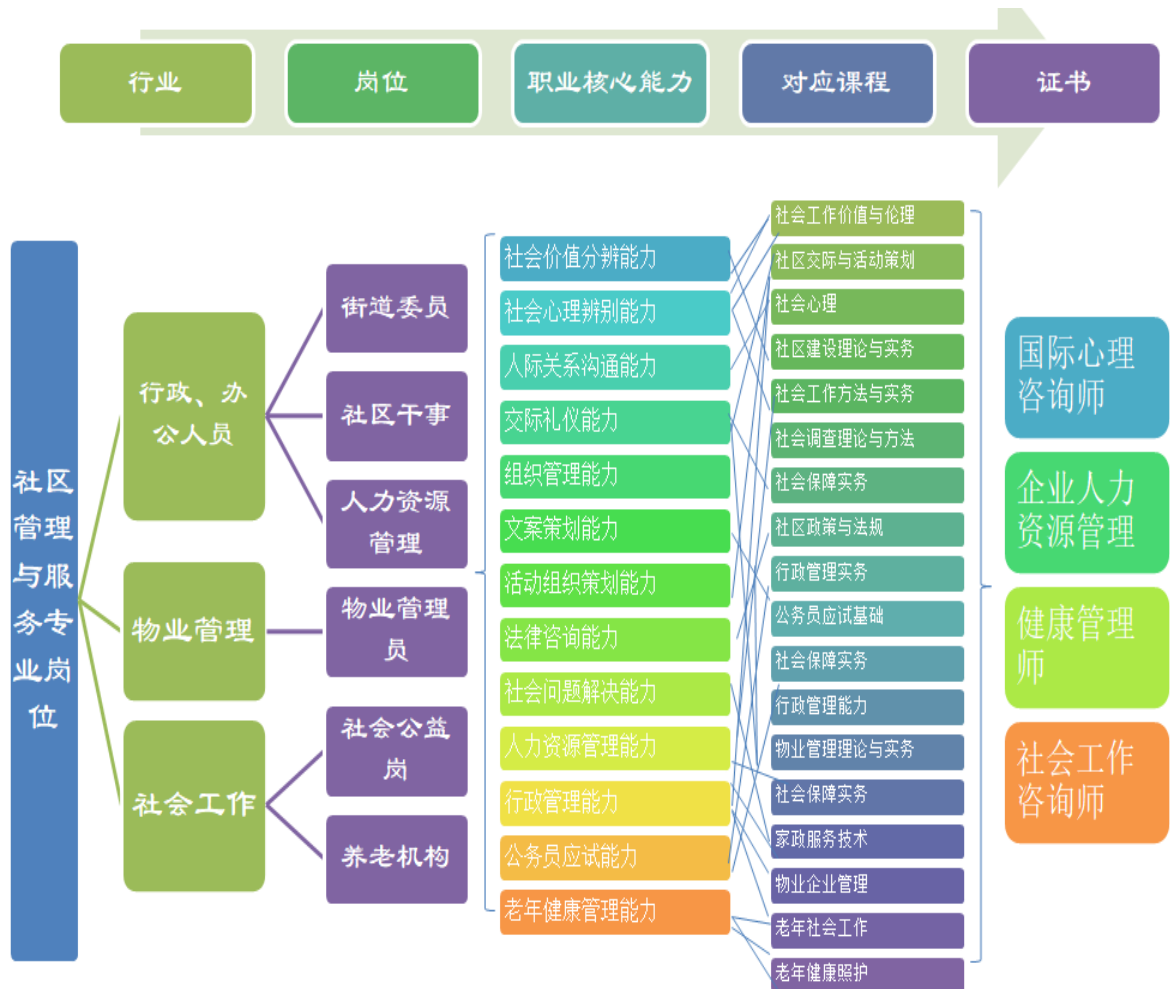 行业
岗位
职业核心能力
对应课程
证书
社区
管理
与服
务专
业岗
位
行政、办
公人员
物业管理
社会工作
街道委员
社区干事
人力资源
管理
物业管理
员
社会公益
岗
养老机构
社会价值分辨能力
社会心理辨别能力
人际关系沟通能力
交际礼仪能力
组织管理能力
文案策划能力
活动组织策划能力
法律咨询能力
社会问题解决能力
人力资源管理能力
行政管理能力
公务员应试能力
老年健康管理能力
社会工作价值与伦理
社区交际与活动策划
社会心理
社区建设理论与实务
社会工作方法与实务
社会调查理论与方法
社会保障实务
社区政策与法规
行政管理实务
公务员应试基础
社会保障实务
行政管理能力
物业管理理论与实务
社会保障实务
家政服务技术
物业企业管理
老年社会工作
老年健康照护
国际心理
咨询师
企业人力
资源管理
健康管理
师
社会工作
咨询师